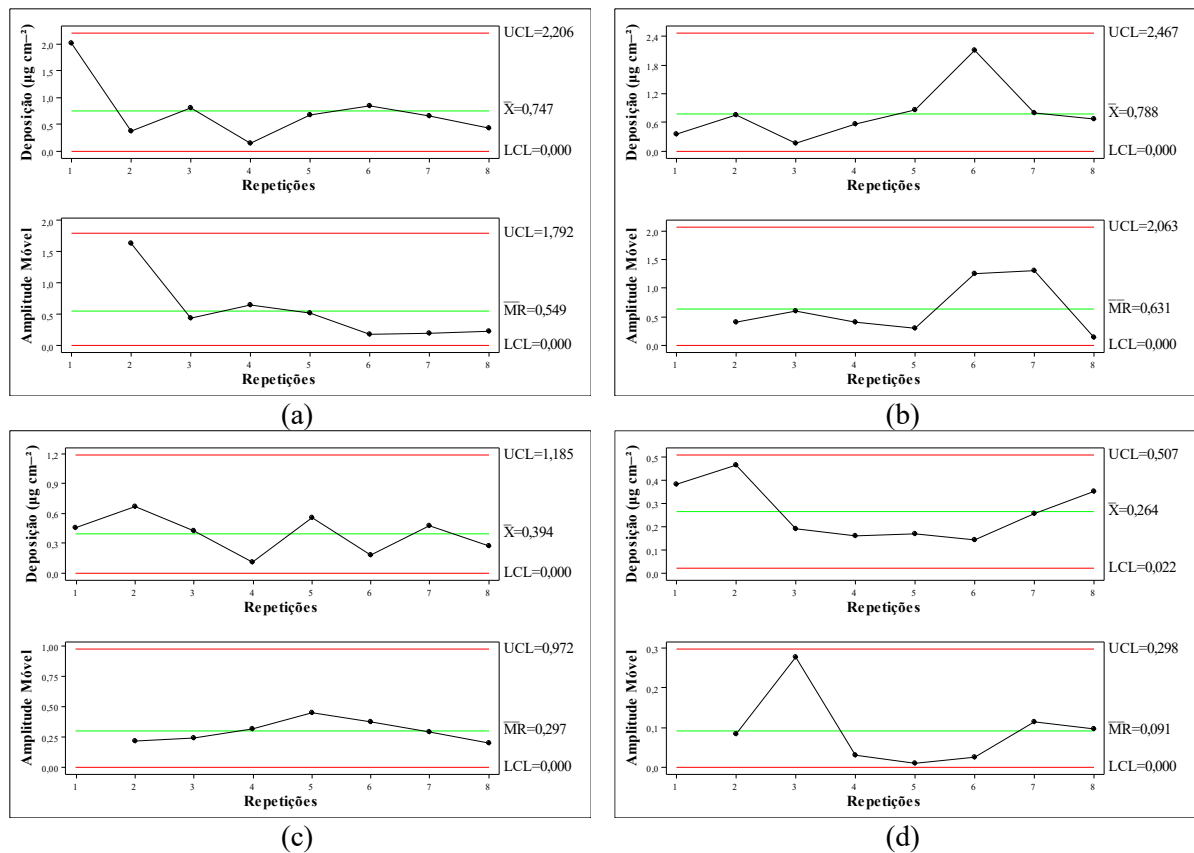 Deposição (µg cm–²)
2,0
1,5
1,0
0,5
0,0
UCL=2,206
X̅=0,747
LCL=0,000
1 2 3 4 5 6 7 8
Repetições
Amplitude Móvel
2,0
1,5
1,0
0,5
0,0
UCL=1,792
M̅R̅=0,549
LCL=0,000
1 2 3 4 5 6 7 8
Repetições
(a)
Deposição (µg cm–²)
2,4
1,8
1,2
0,6
0,0
UCL=2,467
X̅=0,788
LCL=0,000
1 2 3 4 5 6 7 8
Repetições
Amplitude Móvel
2,0
1,5
1,0
0,5
0,0
UCL=2,063
M̅R̅=0,631
LCL=0,000
1 2 3 4 5 6 7 8
Repetições
(b)
Deposição (µg cm–²)
1,2
0,9
0,6
0,3
0,0
UCL=1,185
X̅=0,394
LCL=0,000
1 2 3 4 5 6 7 8
Repetições
Amplitude Móvel
1,00
0,75
0,50
0,25
0,00
UCL=0,972
M̅R̅=0,297
LCL=0,000
1 2 3 4 5 6 7 8
Repetições
(c)
Deposição (µg cm–²)
0,5
0,4
0,3
0,2
0,1
0,0
UCL=0,507
X̅=0,264
LCL=0,022
1 2 3 4 5 6 7 8
Repetições
Amplitude Móvel
0,3
0,2
0,1
0,0
UCL=0,298
M̅R̅=0,091
LCL=0,000
1 2 3 4 5 6 7 8
Repetições
(d)